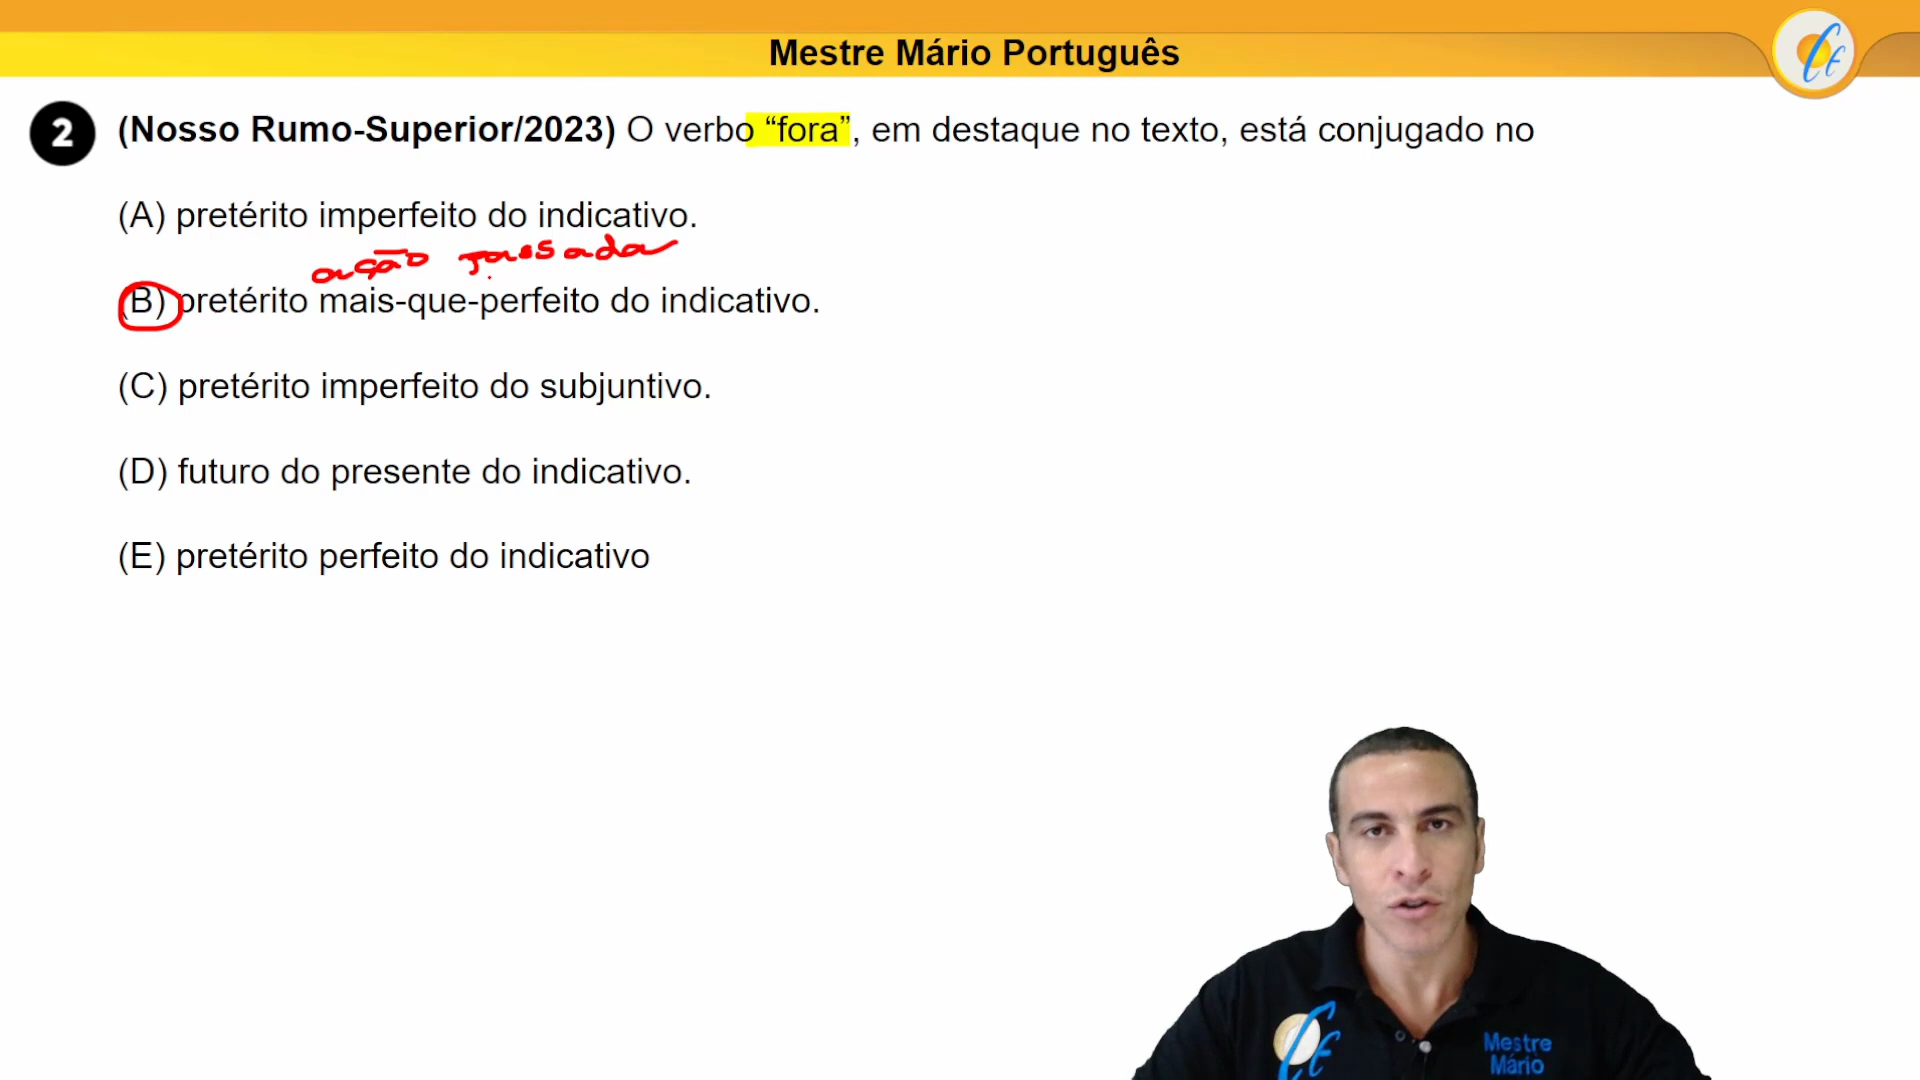 Mestre Mário Português
2 (Nosso Rumo-Superior/2023) O verbo “fora”, em destaque no texto, está conjugado no
(A) pretérito imperfeito do indicativo.
ação passada
(B) pretérito mais-que-perfeito do indicativo.
(C) pretérito imperfeito do subjuntivo.
(D) futuro do presente do indicativo.
(E) pretérito perfeito do indicativo
Mestre
Mário